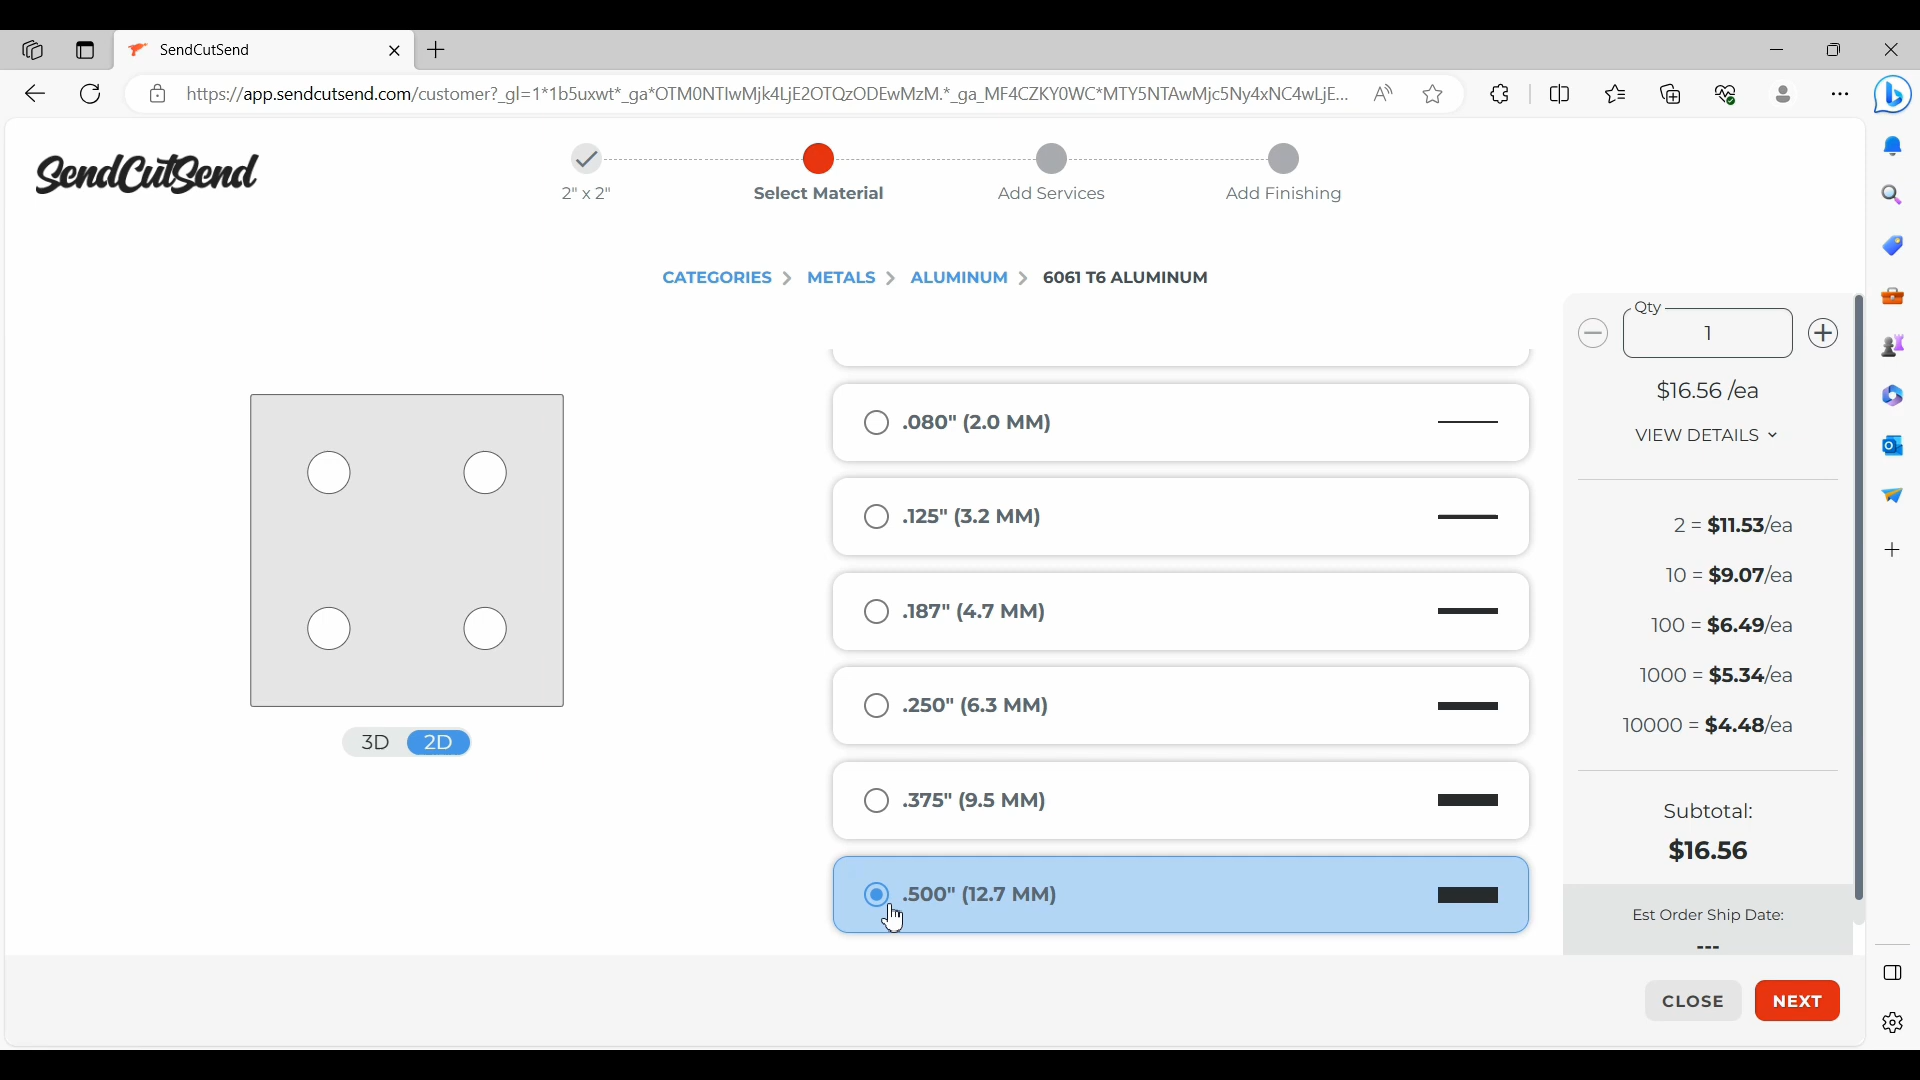 SendCutSend
https://app.sendcutsend.com/customer?_gl=1*1b5uxwt*_ga*OTM0NTIwMjk4LjE2OTQzODEwMzM.*_ga_MF4CZKY0WC*MTY5NTAwMjc5Ny4xNC4wLjE...
SendCutSend
2" x 2"
Select Material
Add Services
Add Finishing
CATEGORIES > METALS > ALUMINUM > 6061 T6 ALUMINUM
Qty
1
$16.56 /ea
VIEW DETAILS
2 = $11.53/ea
10 = $9.07/ea
100 = $6.49/ea
1000 = $5.34/ea
10000 = $4.48/ea
Subtotal:
$16.56
Est Order Ship Date:
---
.080" (2.0 MM)
.125" (3.2 MM)
.187" (4.7 MM)
.250" (6.3 MM)
.375" (9.5 MM)
.500" (12.7 MM)
3D 2D
CLOSE NEXT